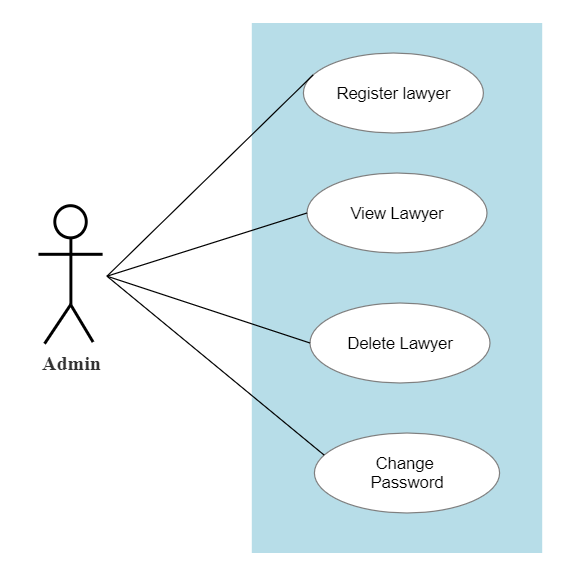 Register lawyer
View Lawyer
Delete Lawyer
Admin
Change
Password